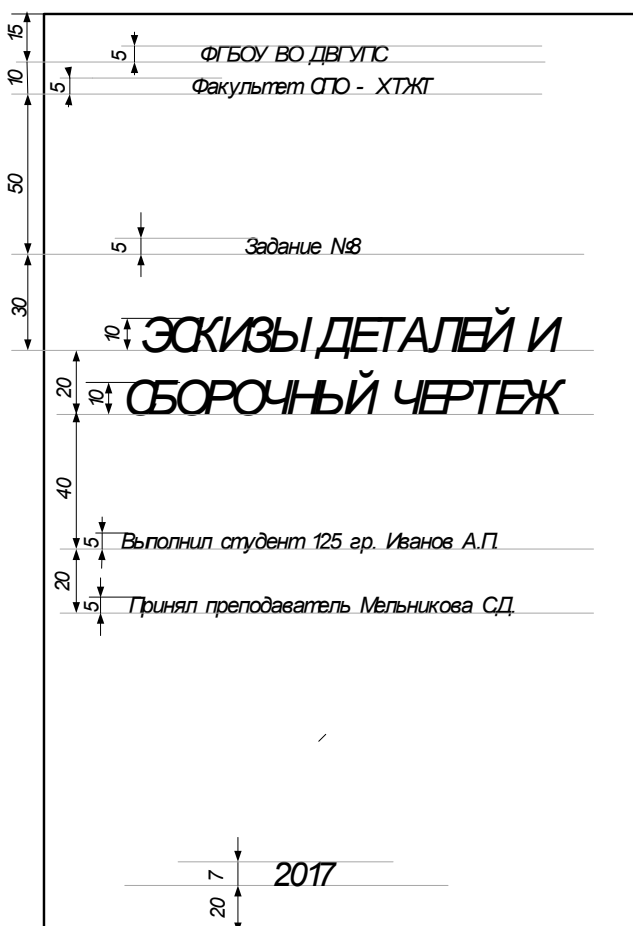 15
5 ФГБОУ ВО ДВГУПС
10
5 Факультет СПО - ХТЖТ
50
5 Задание №8
30
10 ЭСКИЗЫ ДЕТАЛЕЙ И
20
10 СБОРОЧНЫЙ ЧЕРТЕЖ
40
5 Выполнил студент 125 гр. Иванов А.П.
20
5 Принял преподаватель Мельникова С.Д.
7 2017
20